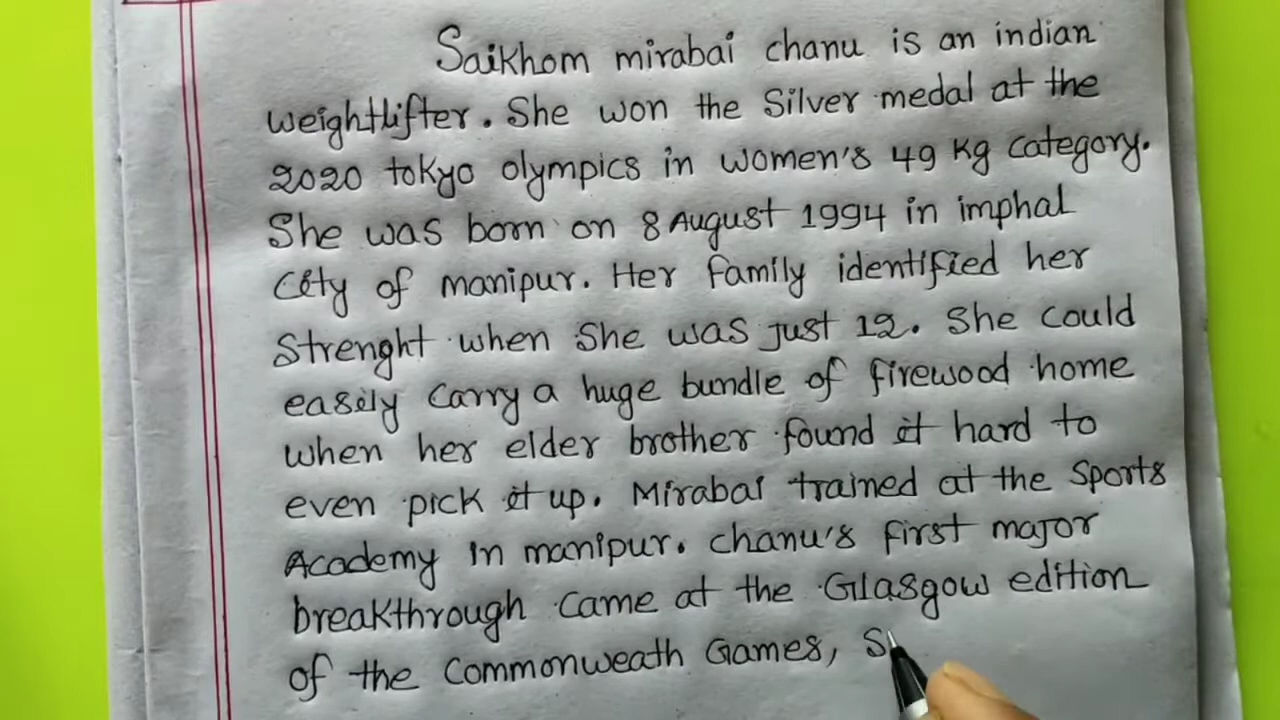 Saikhom mirabai chanu is an indian
weightlifter. She won the Silver medal at the
2020 tokyo olympics in women's 49 kg category.
She was born on 8 August 1994 in imphal
City of manipur. Her family identified her
Strenght when She was just 12. She could
easily carry a huge bundle of firewood home
when her elder brother found it hard to
even pick it up. Mirabai trained at the Sports
Academy in manipur. Chanu's first major
breakthrough came at the Glasgow edition
of the Commonweath Games, S